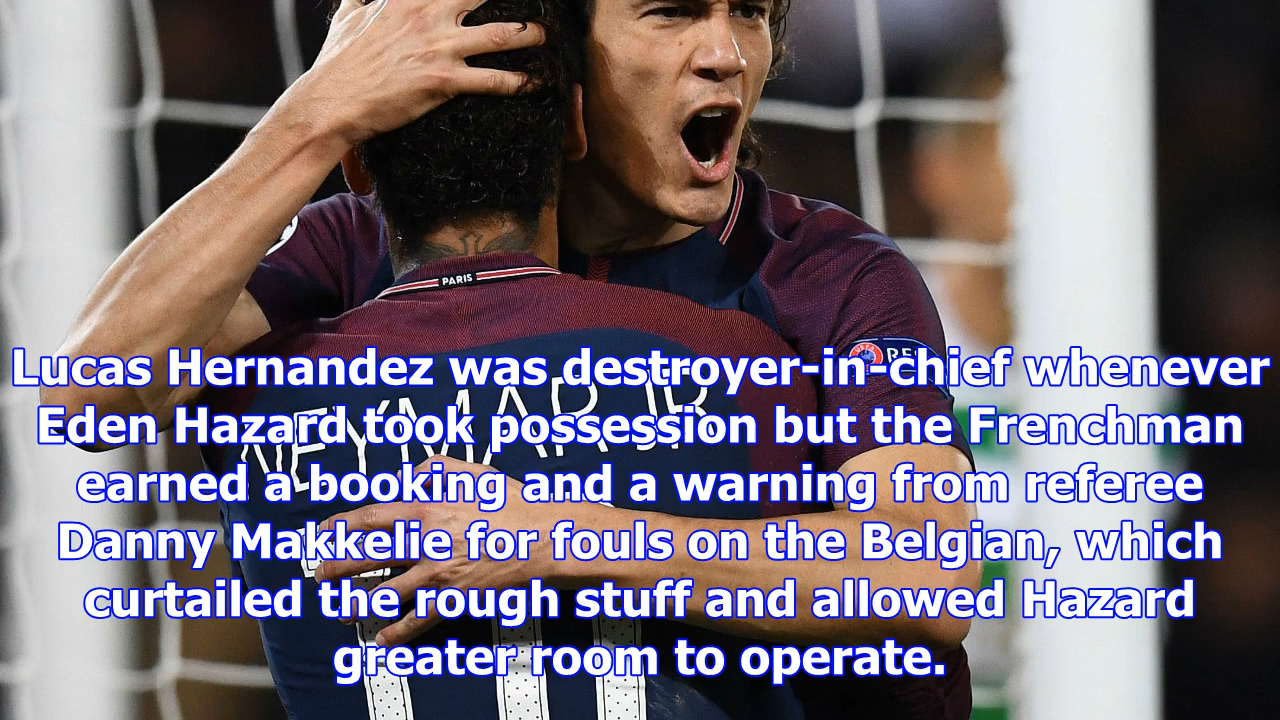 PARIS
RE
Lucas Hernandez was destroyer-in-chief whenever
Eden Hazard took possession but the Frenchman
earned a booking and a warning from referee
Danny Makkelie for fouls on the Belgian, which
curtailed the rough stuff and allowed Hazard
greater room to operate.
NEYMAR JR
10